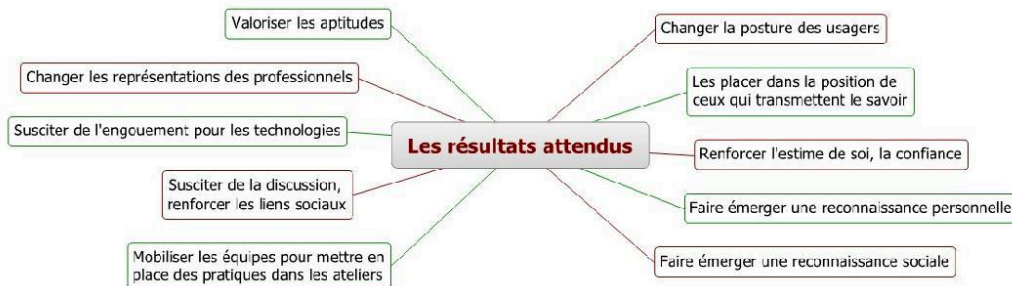 Valoriser les aptitudes
Changer les représentations des professionnels
Susciter de l'engouement pour les technologies
Susciter de la discussion,
renforcer les liens sociaux
Mobiliser les équipes pour mettre en
place des pratiques dans les ateliers
Les résultats attendus
Changer la posture des usagers
Les placer dans la position de
ceux qui transmettent le savoir
Renforcer l'estime de soi, la confiance
Faire émerger une reconnaissance personnelle
Faire émerger une reconnaissance sociale